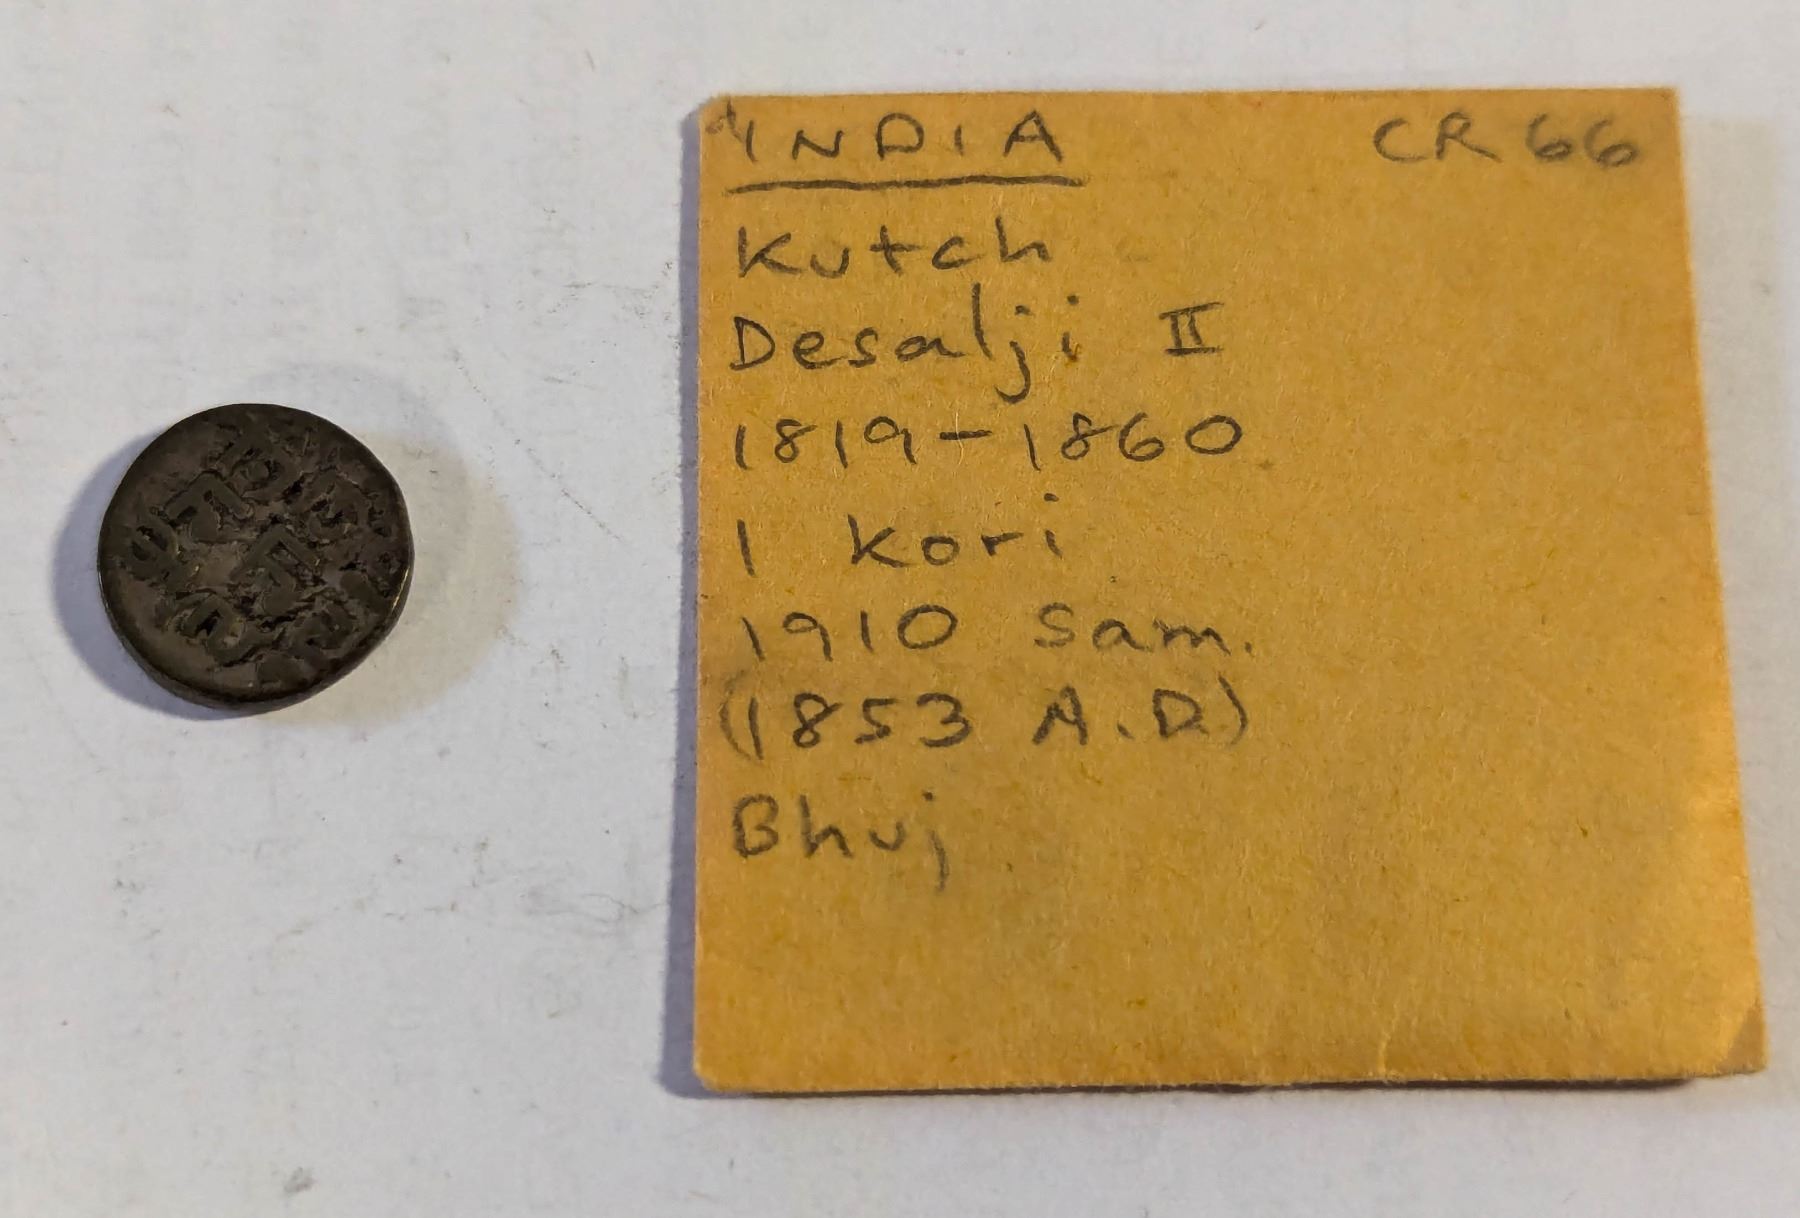 INDIA CR 66
Kutch
Desalji II
1819-1860
1 Kori
1910 Sam.
(1853 A.D)
Bhuj